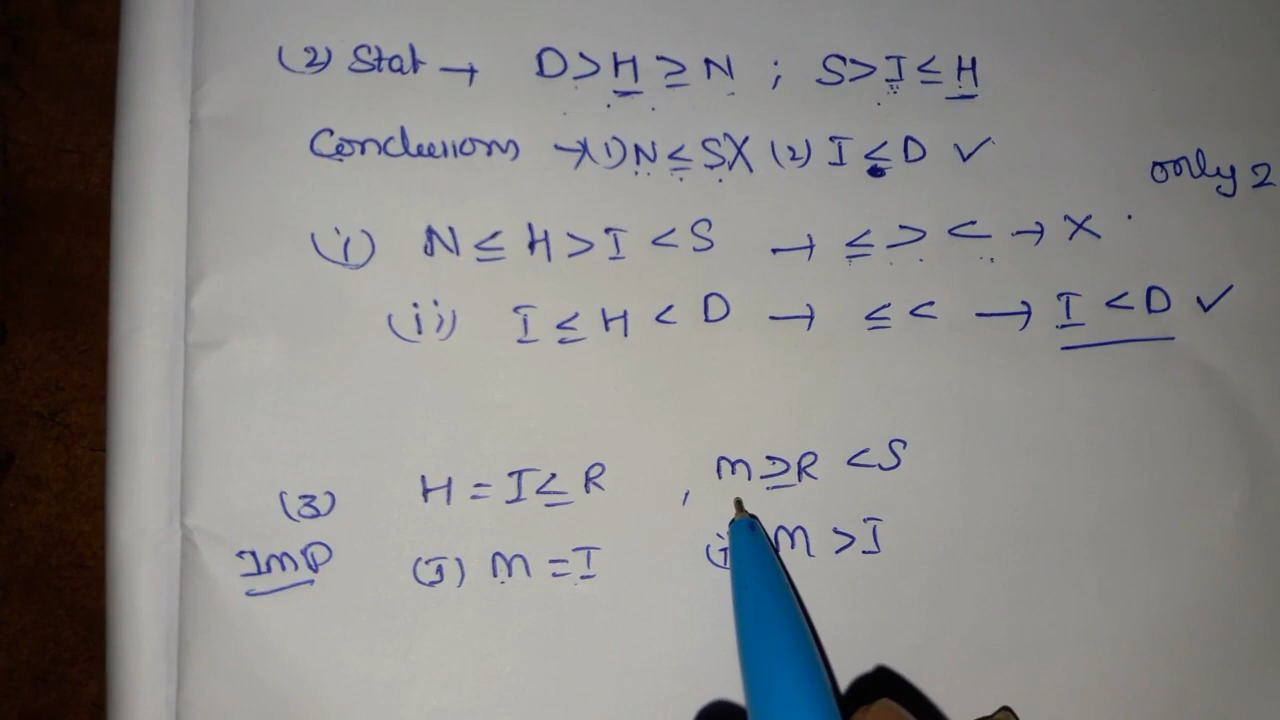 (2) Stat → D>H≥N ; S>I≤H
Conclusions → 1) N≤S X (2) I≤D ✓
only 2
(i) N≤H>I<S → ≤ > < → X
(ii) I≤H<D → ≤ < → I<D ✓
(3) H=I≤R , M≥R<S
Imp (I) M=I M>I